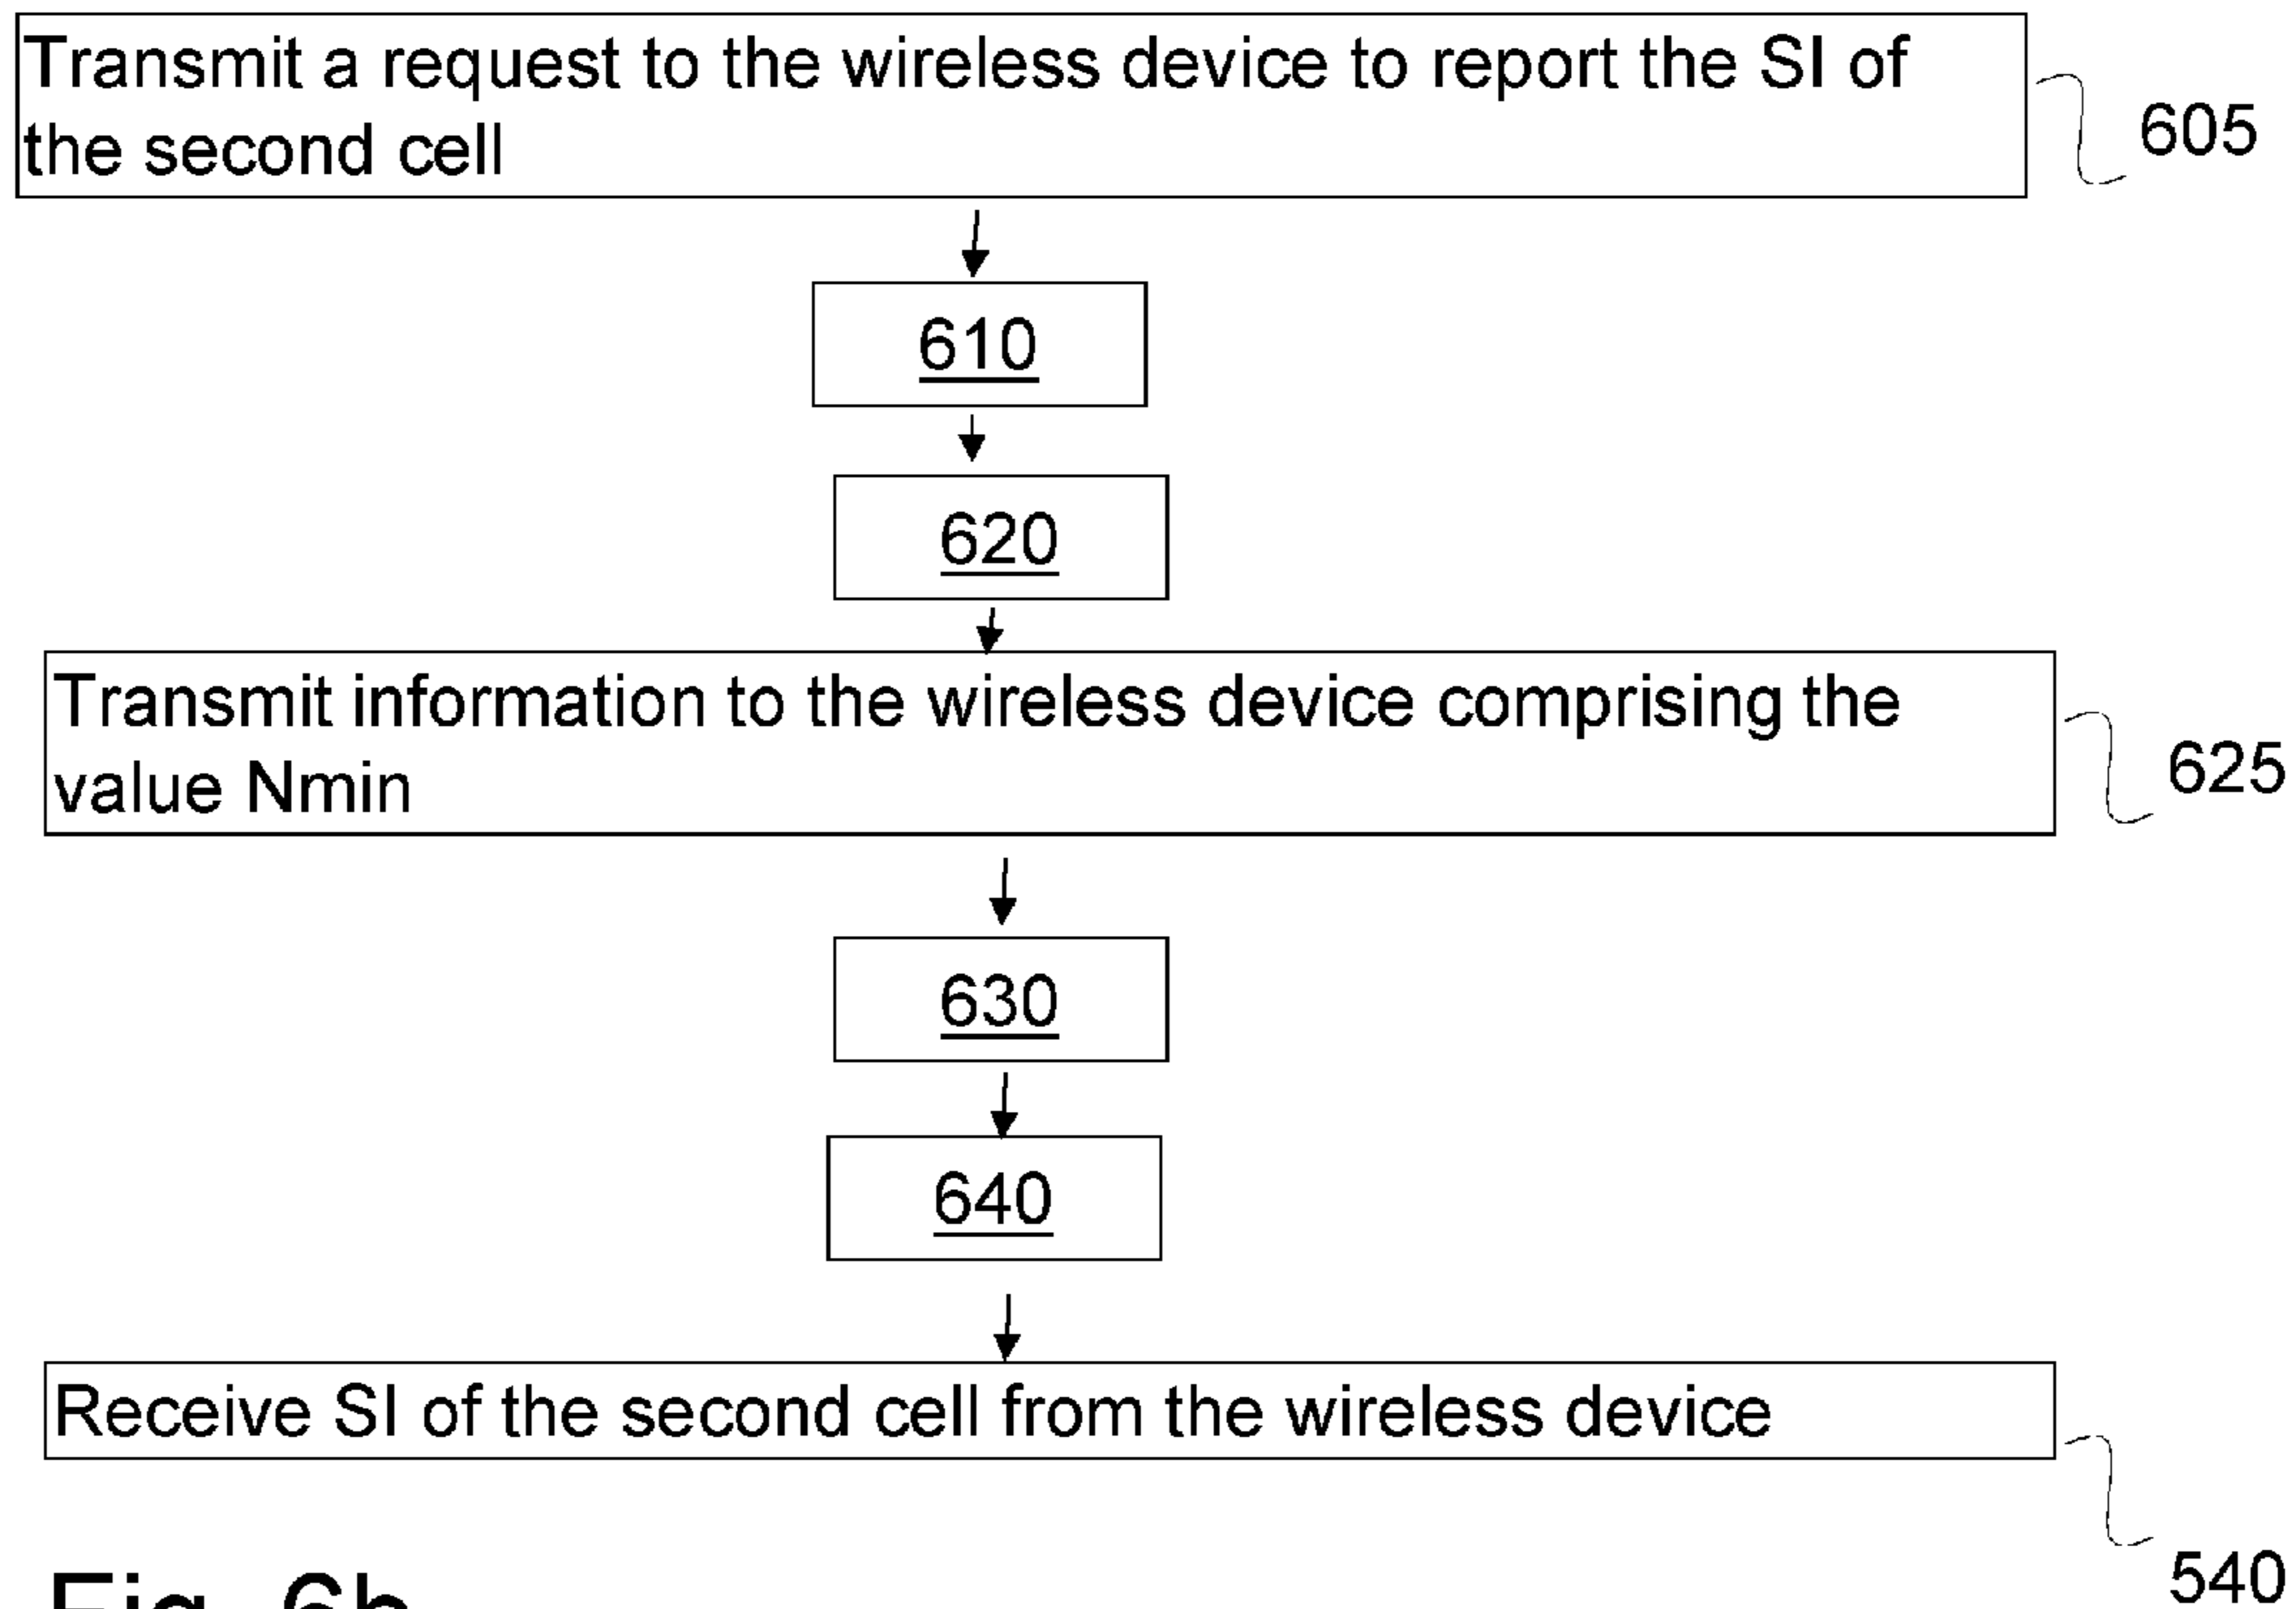 Transmit a request to the wireless device to report the SI of
the second cell
605
610
620
Transmit information to the wireless device comprising the
value Nmin
625
630
640
Receive SI of the second cell from the wireless device
540
Fig. 6b